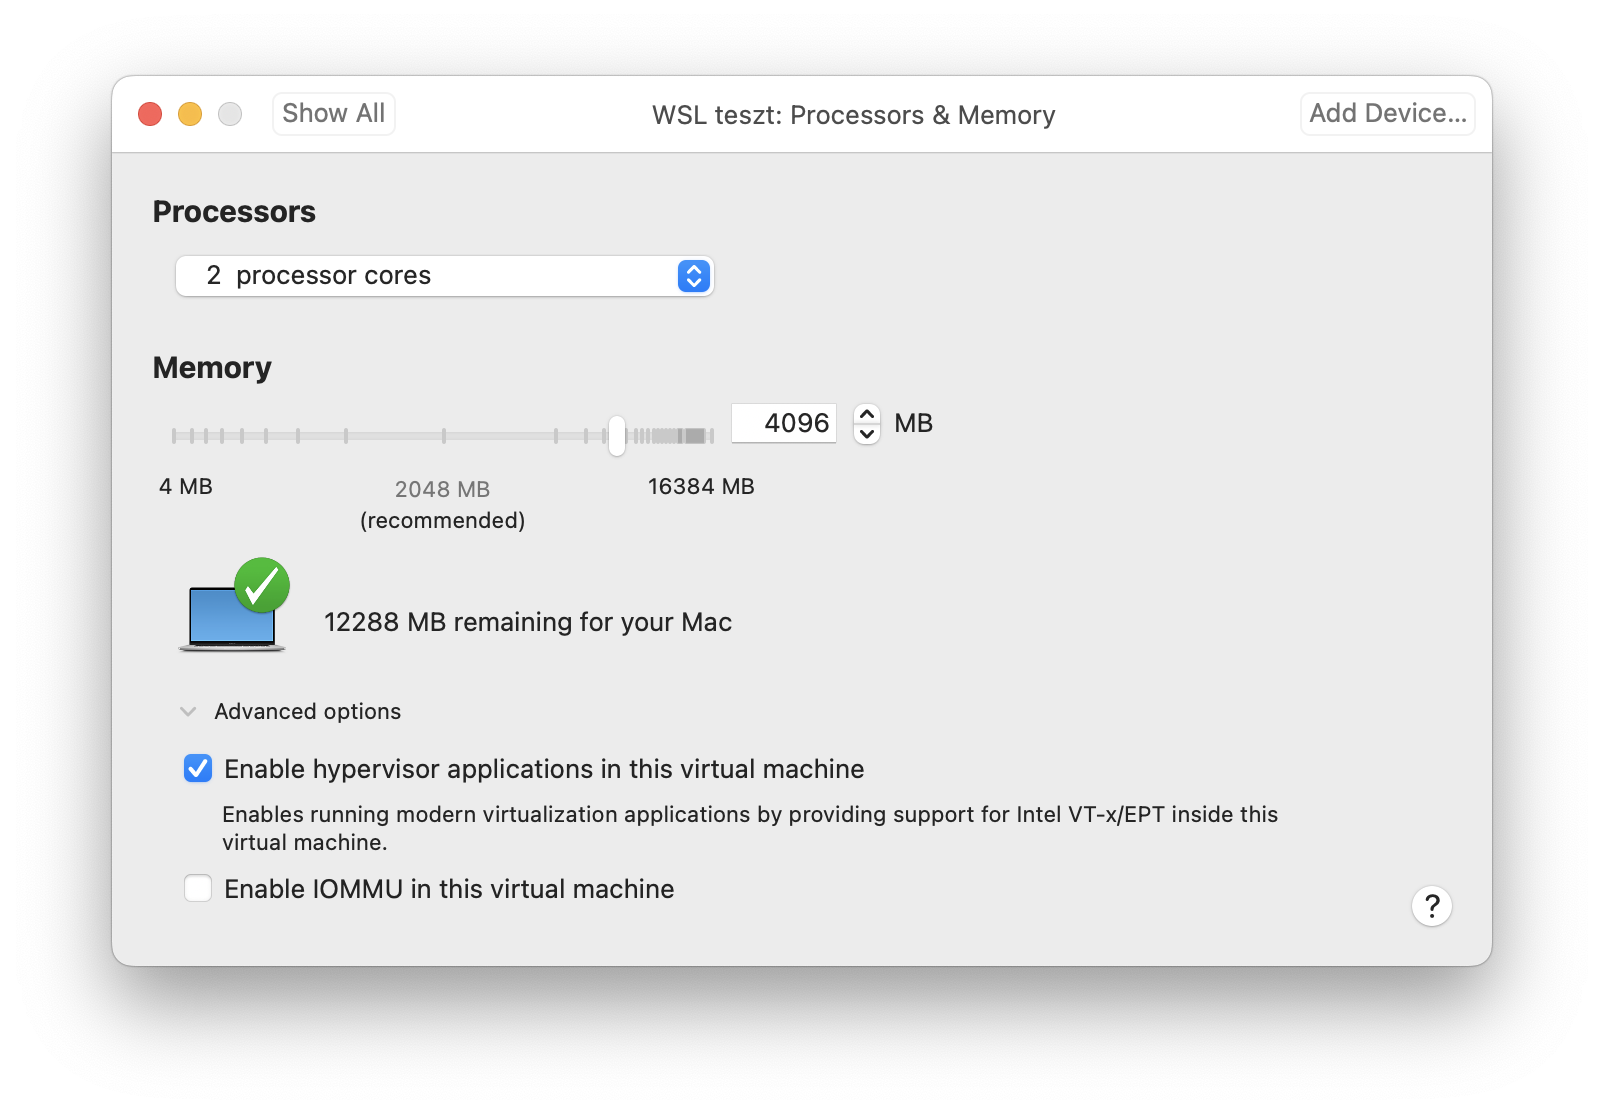 Show All
WSL teszt: Processors & Memory
Add Device...
Processors
2 processor cores
Memory
4096 MB
4 MB
2048 MB
(recommended)
16384 MB
12288 MB remaining for your Mac
Advanced options
Enable hypervisor applications in this virtual machine
Enables running modern virtualization applications by providing support for Intel VT-x/EPT inside this
virtual machine.
Enable IOMMU in this virtual machine
?